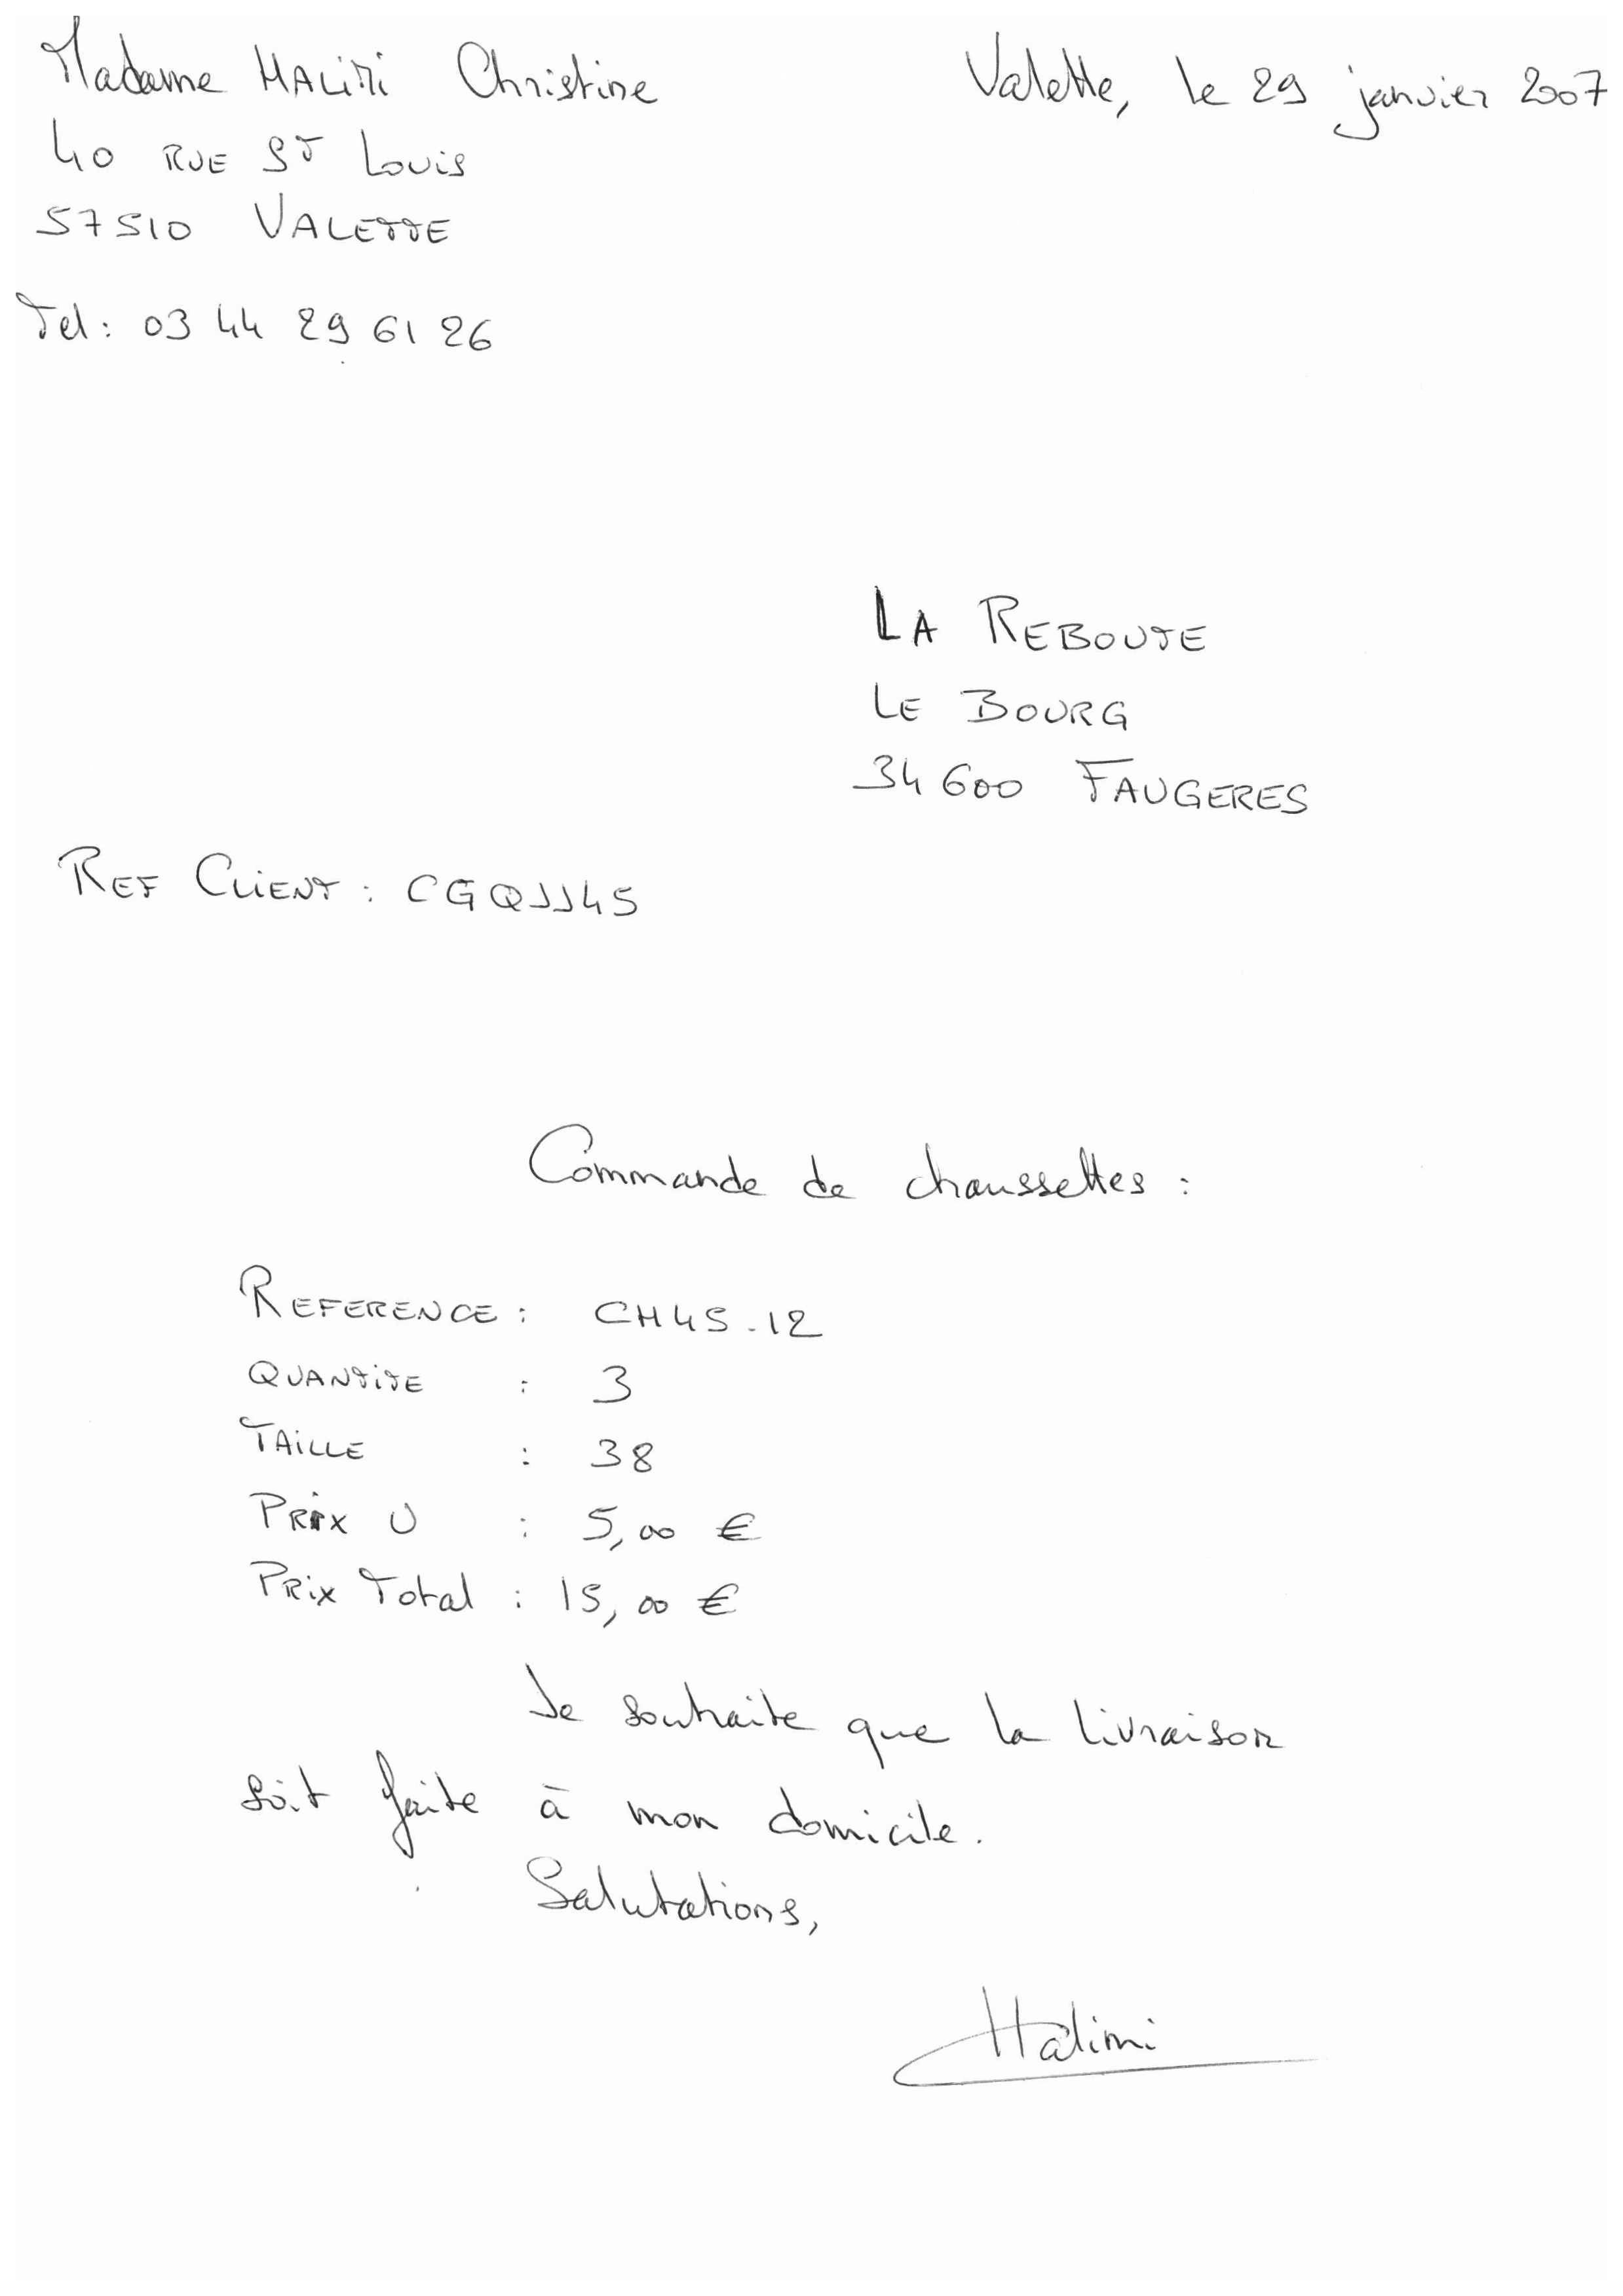 Madame HALIMI Christine
Valette, le 29 janvier 2007
40 RUE ST Louis
57510 VALETTE
Tel: 03 44 29 61 26
LA REBOUTE
LE BOURG
34600 FAUGERES
REF CLIENT : CGQJJ45
Commande de chaussettes :
REFERENCE : CH45-12
QUANTITE : 3
TAILLE : 38
PRIX U : 5,00 €
PRIX Total : 15,00 €
Je souhaite que la livraison
soit faite à mon domicile.
Salutations,
Halimi